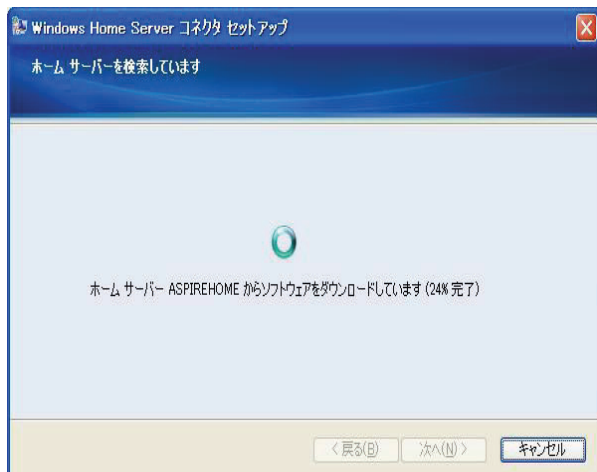 Windows Home Server コネクタ セットアップ
ホーム サーバーを検索しています
ホーム サーバー ASPIREHOME からソフトウェアをダウンロードしています (24% 完了)
< 戻る(B) 次へ(N) > キャンセル